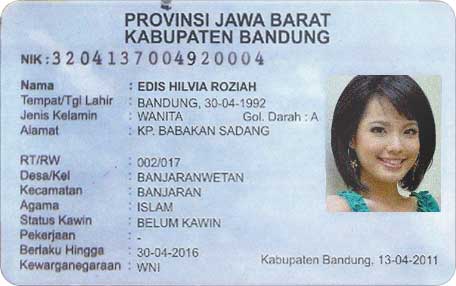 PROVINSI JAWA BARAT
KABUPATEN BANDUNG
NIK : 3204137004920004
Nama : EDIS HILVIA ROZIAH
Tempat/Tgl Lahir : BANDUNG, 30-04-1992
Jenis Kelamin : WANITA Gol. Darah : A
Alamat : KP. BABAKAN SADANG
RT/RW : 002/017
Desa/Kel : BANJARANWETAN
Kecamatan : BANJARAN
Agama : ISLAM
Status Kawin : BELUM KAWIN
Pekerjaan : -
Berlaku Hingga : 30-04-2016
Kewarganegaraan : WNI
Kabupaten Bandung, 13-04-2011